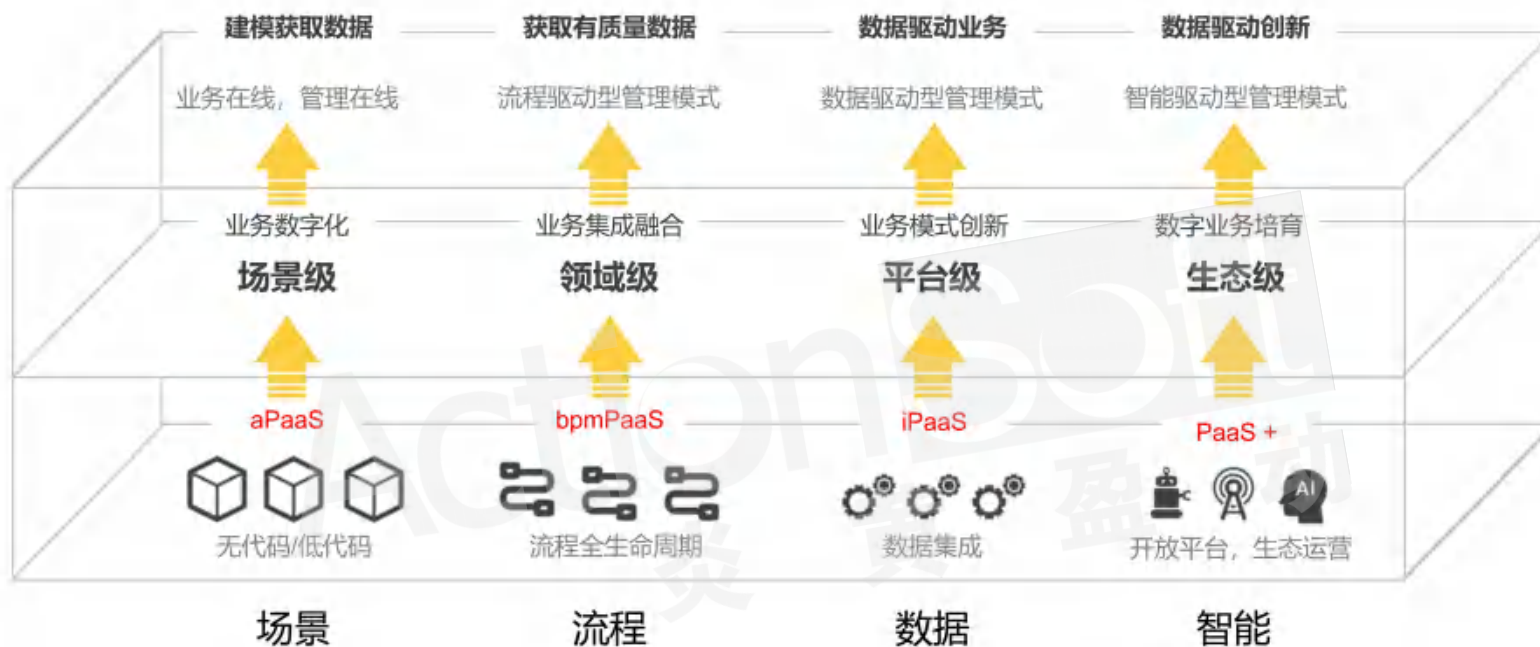 建模获取数据
获取有质量数据
数据驱动业务
数据驱动创新
业务在线，管理在线
流程驱动型管理模式
数据驱动型管理模式
智能驱动型管理模式
业务数字化
业务集成融合
业务模式创新
数字业务培育
场景级
领域级
平台级
生态级
aPaaS
bpmPaaS
iPaaS
PaaS +
AI
无代码/低代码
流程全生命周期
数据集成
开放平台，生态运营
场景
流程
数据
智能
ActionSoft
炎黄盈动